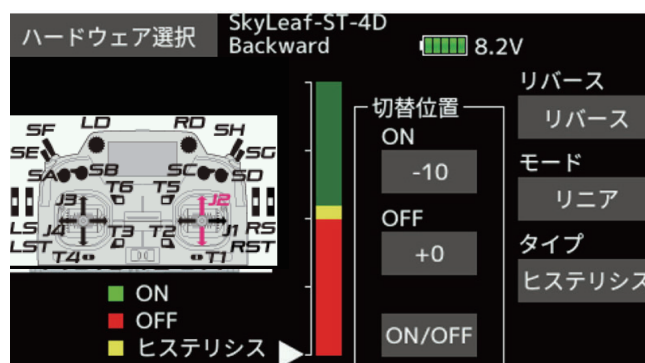 ハードウェア選択
SkyLeaf-ST-4D
Backward
8.2V
SF LD RD SH
SE SG
SA SB SC SD
T6 T5
J3 J2
LS J4 T3 T2 J1 RS
LST RST
T4 T1
ON
OFF
ヒステリシス
切替位置
ON
-10
OFF
+0
ON/OFF
リバース
リバース
モード
リニア
タイプ
ヒステリシス